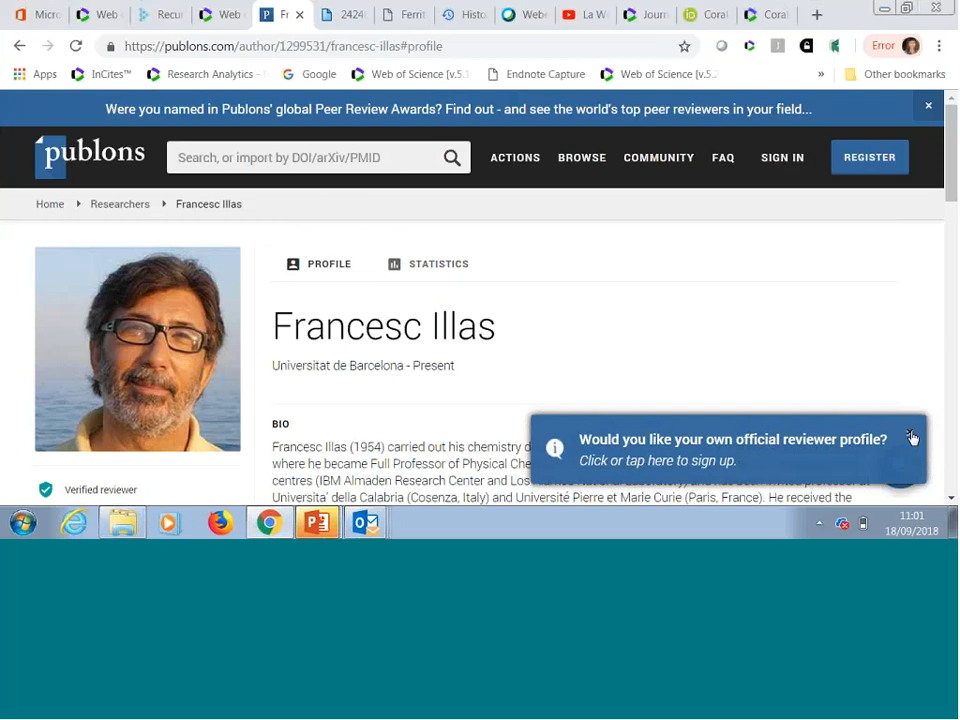 Micro
Web
Recur
Web
Fr
2424
Ferrit
Histo
Web
La W
Journ
Coral
Coral
https://publons.com/author/1299531/francesc-illas#profile
Error
Apps
InCites™
Research Analytics -
Google
Web of Science [v.5.1
Endnote Capture
Web of Science [v.5.2
»
Other bookmarks
Were you named in Publons' global Peer Review Awards? Find out - and see the world's top peer reviewers in your field...
publons
Search, or import by DOI/arXiv/PMID
ACTIONS
BROWSE
COMMUNITY
FAQ
SIGN IN
REGISTER
Home
Researchers
Francesc Illas
PROFILE
STATISTICS
Francesc Illas
Universitat de Barcelona - Present
BIO
Francesc Illas (1954) carried out his chemistry d
where he became Full Professor of Physical Che
centres (IBM Almaden Research Center and Los
Universita' della Calabria (Cosenza, Italy) and Université Pierre et Marie Curie (Paris, France). He received the
Would you like your own official reviewer profile?
Click or tap here to sign up.
Verified reviewer
11:01
18/09/2018